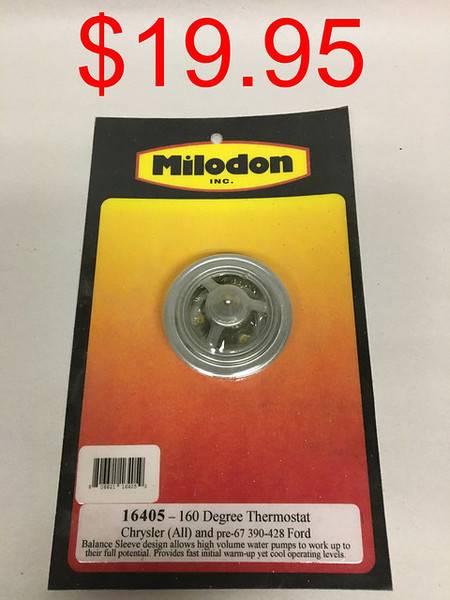 $19.95
Milodon
INC.
16405 – 160 Degree Thermostat
Chrysler (All) and pre-67 390-428 Ford
Balance Sleeve design allows high volume water pumps to work up to
their full potential. Provides fast initial warm-up yet cool operating levels.